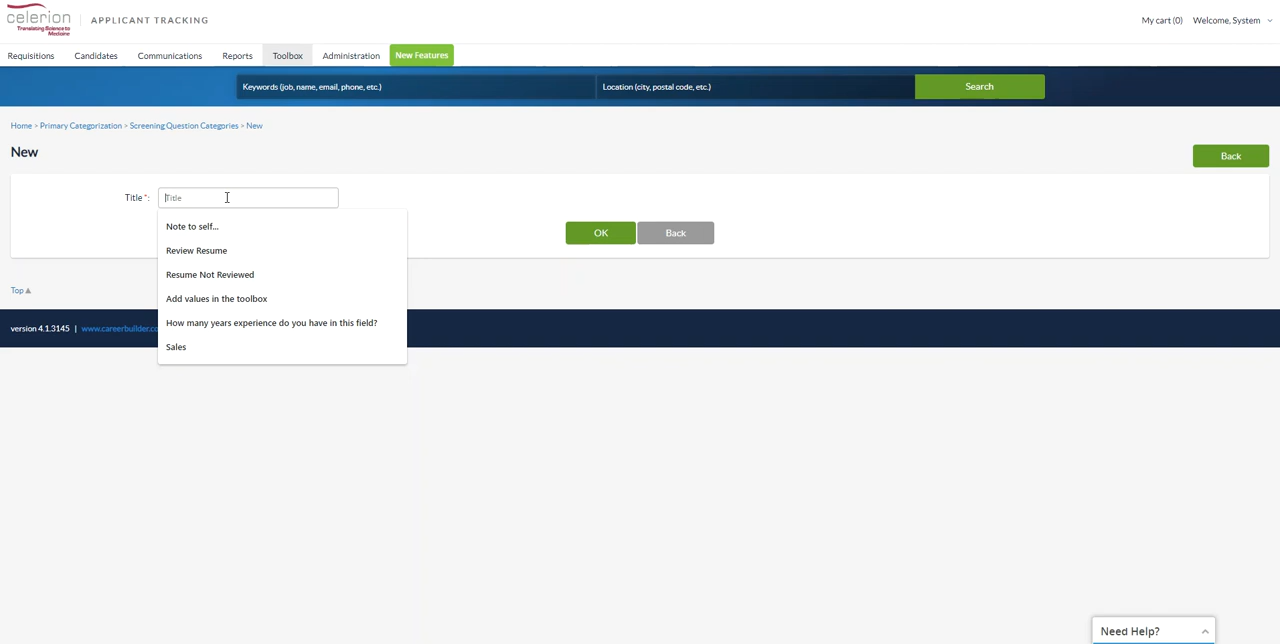 celerion
Translating Science to
Medicine
APPLICANT TRACKING
My cart (0) Welcome, System
Requisitions Candidates Communications Reports Toolbox Administration New Features
Keywords (job, name, email, phone, etc.) Location (city, postal code, etc.) Search
Home > Primary Categorization > Screening Question Categories > New
New
Back
Title *: Title
Note to self...
OK Back
Review Resume
Resume Not Reviewed
Top
Add values in the toolbox
How many years experience do you have in this field?
version 4.1.3145 | www.careerbuilder.co
Sales
Need Help?